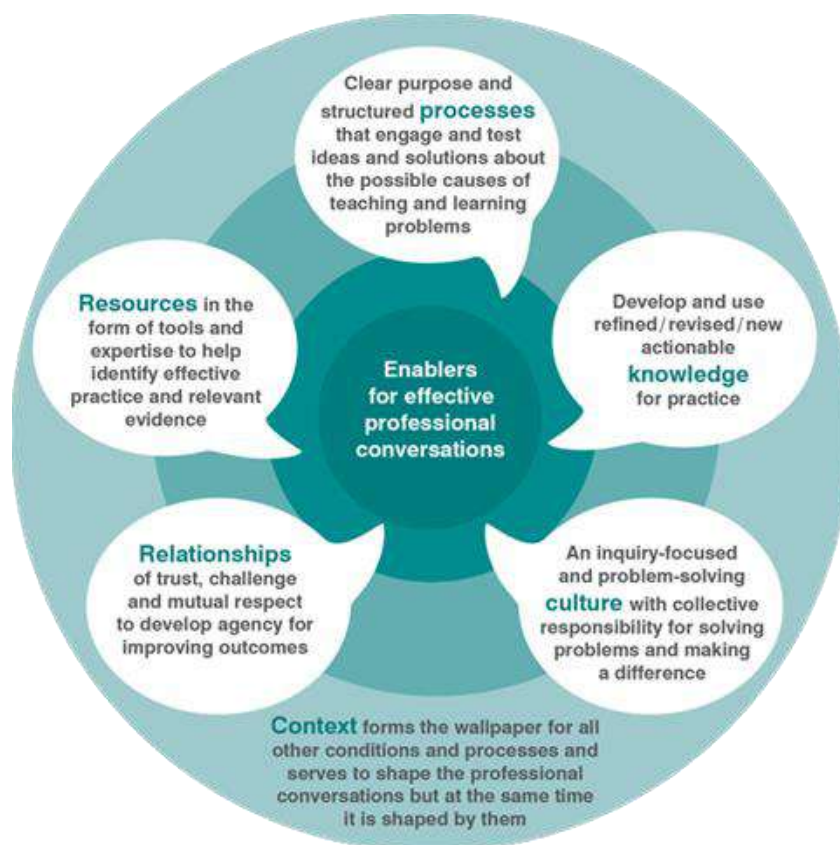 Clear purpose and
structured processes
that engage and test
ideas and solutions about
the possible causes of
teaching and learning
problems
Resources in the
form of tools and
expertise to help
identify effective
practice and relevant
evidence
Develop and use
refined/revised/new
actionable
knowledge
for practice
Enablers
for effective
professional
conversations
Relationships
of trust, challenge
and mutual respect
to develop agency for
improving outcomes
An inquiry-focused
and problem-solving
culture with collective
responsibility for solving
problems and making
a difference
Context forms the wallpaper for all
other conditions and processes and
serves to shape the professional
conversations but at the same time
it is shaped by them